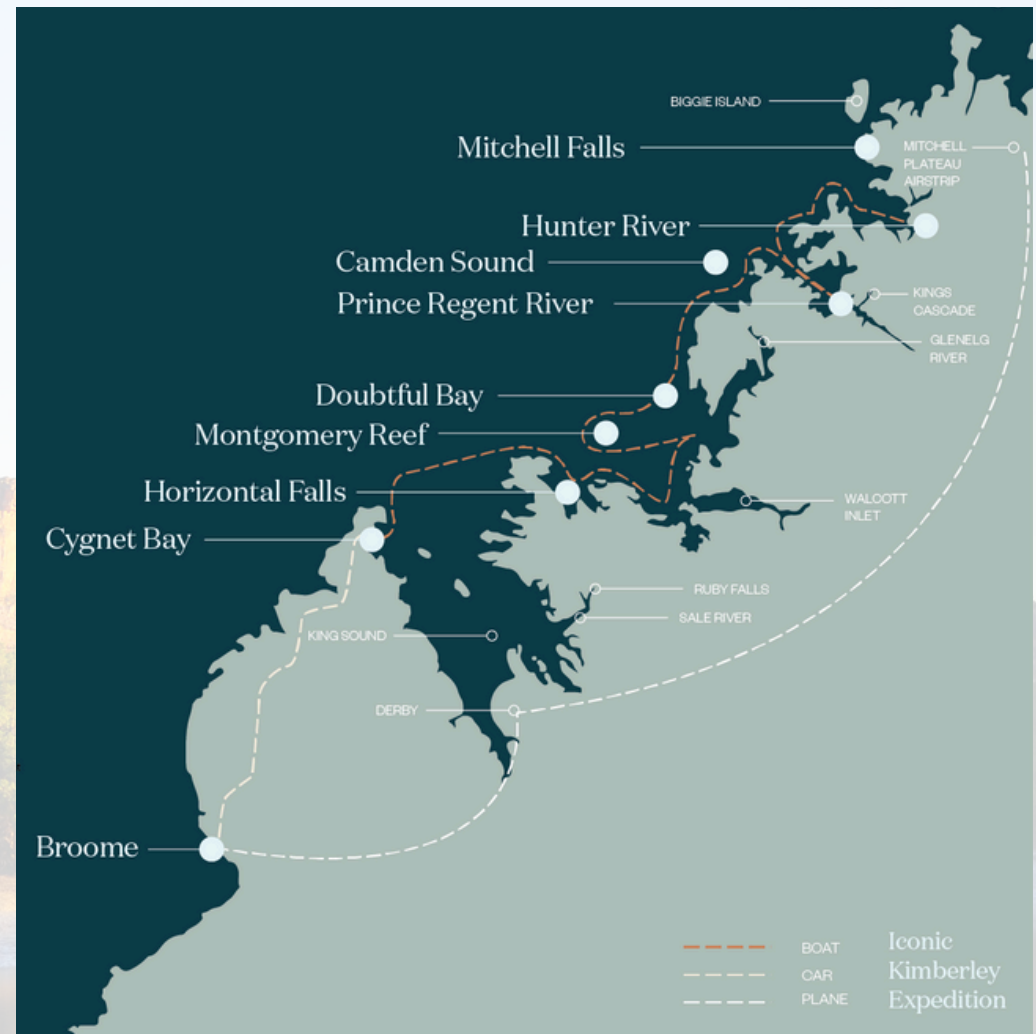 BIGGIE ISLAND
Mitchell Falls
MITCHELL
PLATEAU
AIRSTRIP
Hunter River
Camden Sound
Prince Regent River
KINGS
CASCADE
GLENELG
RIVER
Doubtful Bay
Montgomery Reef
Horizontal Falls
WALCOTT
INLET
Cygnet Bay
RUBY FALLS
SALE RIVER
KING SOUND
DERBY
Broome
BOAT
CAR
PLANE
Iconic
Kimberley
Expedition